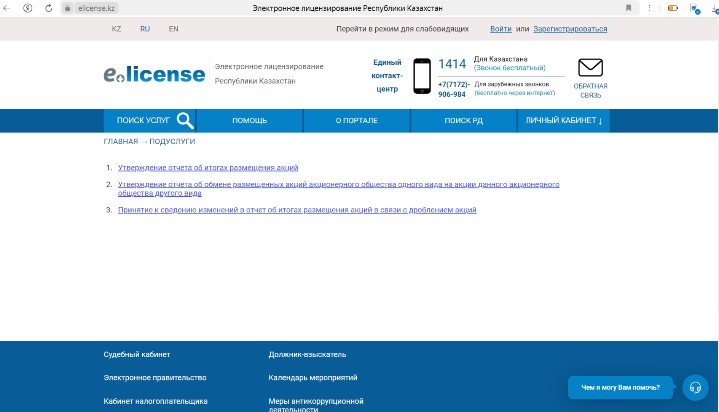 elicense.kz
Электронное лицензирование Республики Казахстан
KZ RU EN Перейти в режим для слабовидящих Войти или Зарегистрироваться
e.license
Электронное лицензирование
Республики Казахстан
Единый
контакт-
центр
1414 Для Казахстана
(Звонок бесплатный)
+7(7172)-
906-984
Для зарубежных звонков
(бесплатно через интернет)
ОБРАТНАЯ
СВЯЗЬ
ПОИСК УСЛУГ ПОМОЩЬ О ПОРТАЛЕ ПОИСК РД ЛИЧНЫЙ КАБИНЕТ ↓
ГЛАВНАЯ → ПОДУСЛУГИ
1. Утверждение отчета об итогах размещения акций
2. Утверждение отчета об обмене размещенных акций акционерного общества одного вида на акции данного акционерного
общества другого вида
3. Принятие к сведению изменений в отчет об итогах размещения акций в связи с дроблением акций
Судебный кабинет Должник-взыскатель
Электронное правительство Календарь мероприятий
Кабинет налогоплательщика Меры антикоррупционной
деятельности
Чем я могу Вам помочь?